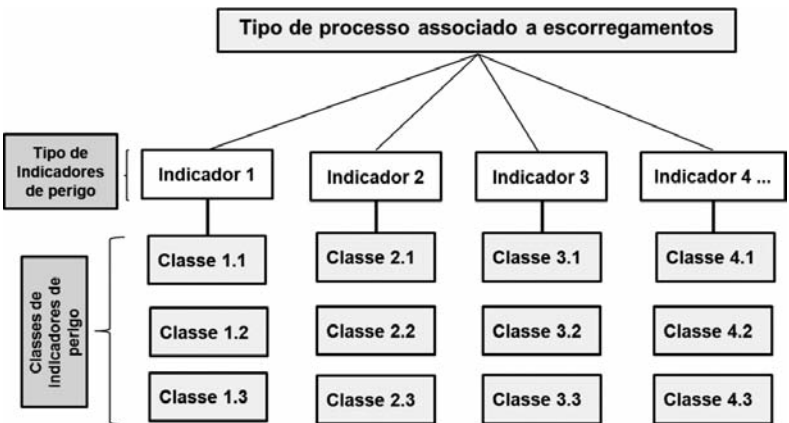 Tipo de processo associado a escorregamentos
Tipo de
Indicadores
de perigo
Indicador 1
Indicador 2
Indicador 3
Indicador 4 ...
Classes de
Indicadores de
perigo
Classe 1.1
Classe 2.1
Classe 3.1
Classe 4.1
Classe 1.2
Classe 2.2
Classe 3.2
Classe 4.2
Classe 1.3
Classe 2.3
Classe 3.3
Classe 4.3